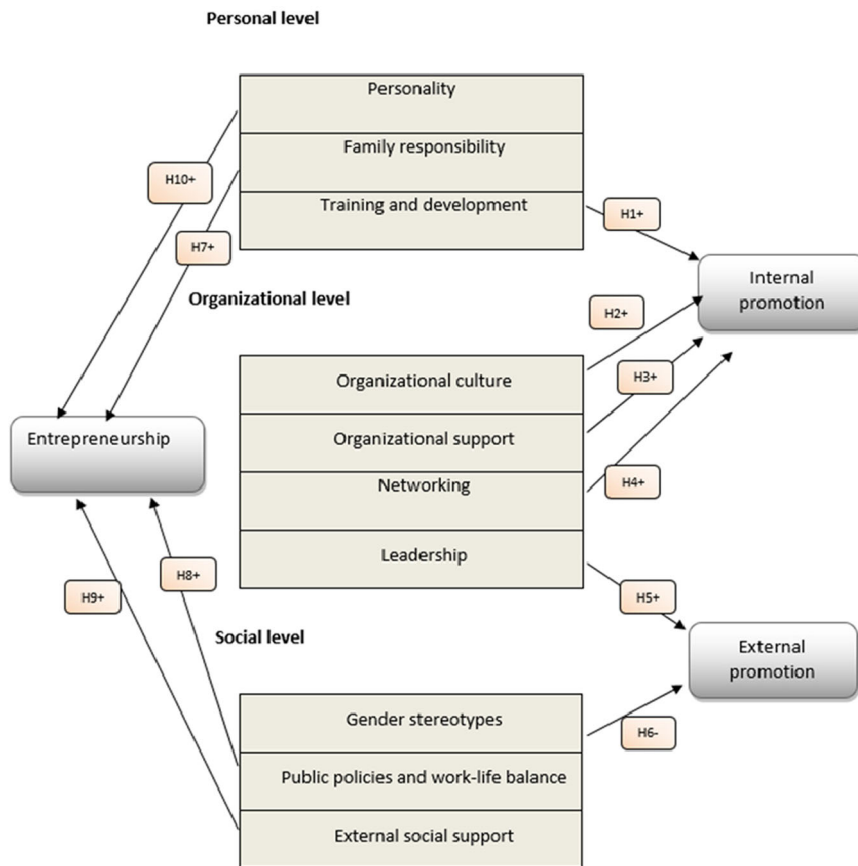 Personal level
Personality
Family responsibility
Training and development
H10+
H7+
H1+
Internal
promotion
Organizational level
H2+
H3+
H4+
Organizational culture
Organizational support
Networking
Leadership
Entrepreneurship
H8+
H9+
H5+
Social level
External
promotion
H6-
Gender stereotypes
Public policies and work-life balance
External social support